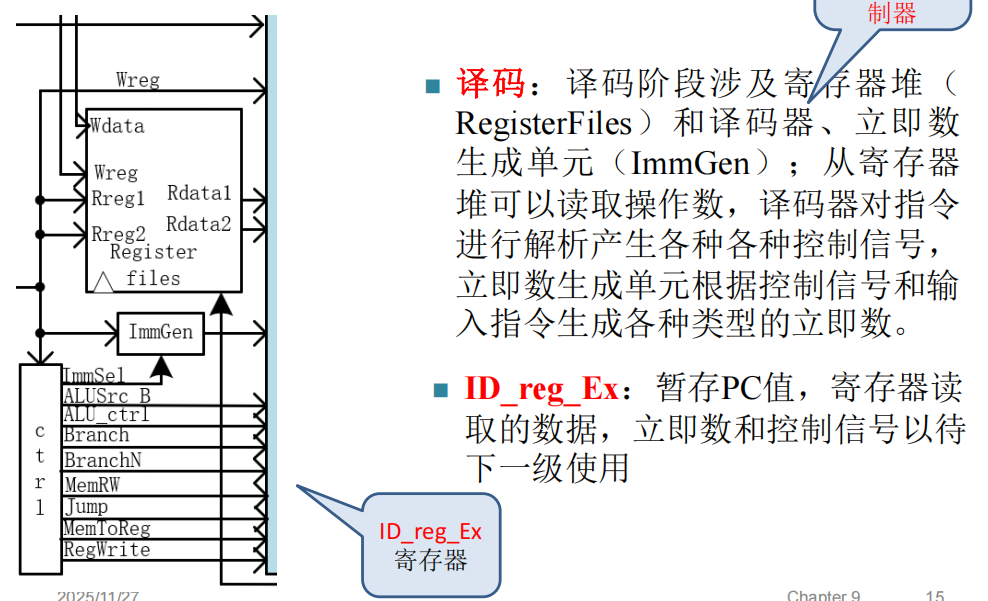 制器
Wreg
Wdata
Wreg
Rreg1
Rdata1
Rdata2
Rreg2
Register
files
ImmGen
ctrl
ImmSel
ALUSrc_B
ALU_ctrl
Branch
BranchN
MemRW
Jump
MemToReg
RegWrite
译码：译码阶段涉及寄存器堆（
RegisterFiles）和译码器、立即数
生成单元（ImmGen）；从寄存器
堆可以读取操作数，译码器对指令
进行解析产生各种各种控制信号，
立即数生成单元根据控制信号和输
入指令生成各种类型的立即数。
ID_reg_Ex：暂存PC值，寄存器读
取的数据，立即数和控制信号以待
下一级使用
ID_reg_Ex
寄存器
2025/11/27
Chapter 9
15